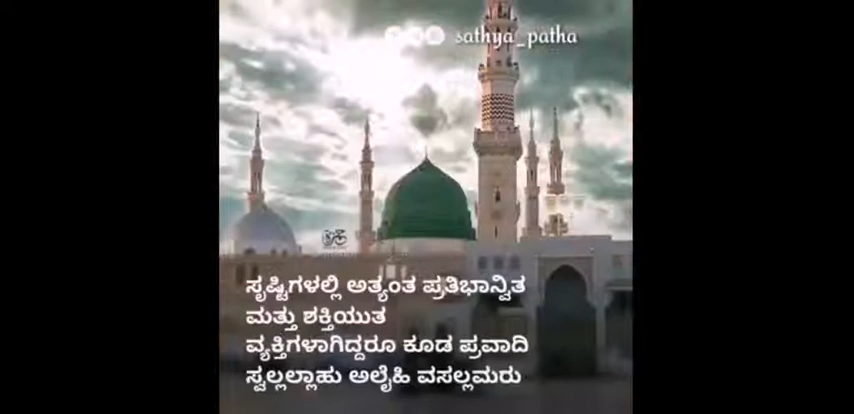 sathya_patha
ಸೃಷ್ಟಿಗಳಲ್ಲಿ ಅತ್ಯಂತ ಪ್ರತಿಭಾನ್ವಿತ
ಮತ್ತು ಶಕ್ತಿಯುತ
ವ್ಯಕ್ತಿಗಳಾಗಿದ್ದರೂ ಕೂಡ ಪ್ರವಾದಿ
ಸ್ವಲ್ಲಲ್ಲಾಹು ಅಲೈಹಿ ವಸಲ್ಲಮರು